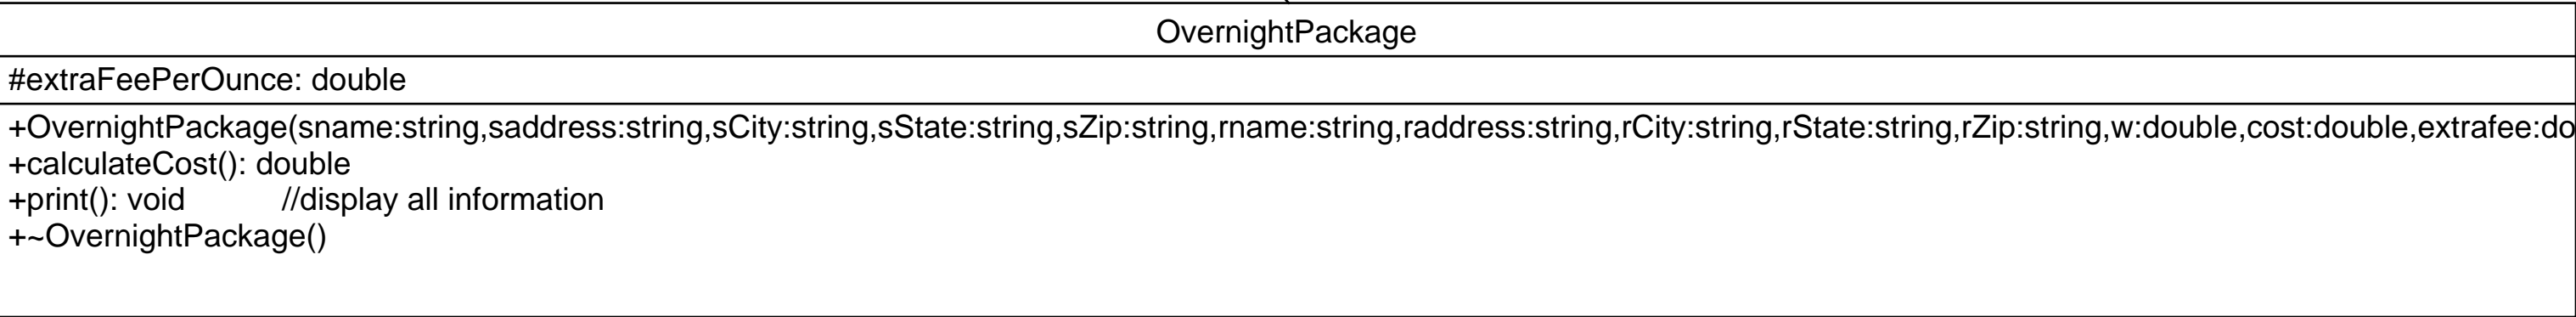 OvernightPackage
#extraFeePerOunce: double
+OvernightPackage(sname:string,saddress:string,sCity:string,sState:string,sZip:string,rname:string,raddress:string,rCity:string,rState:string,rZip:string,w:double,cost:double,extrafee:do
+calculateCost(): double
+print(): void //display all information
+~OvernightPackage()